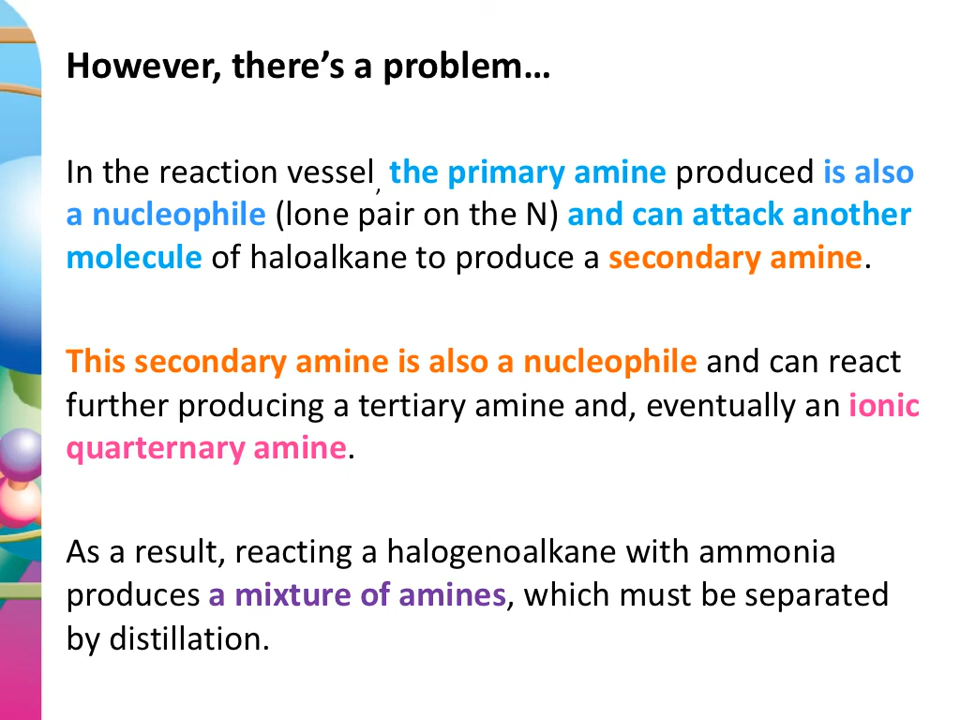 However, there’s a problem…
In the reaction vessel, the primary amine produced is also
a nucleophile (lone pair on the N) and can attack another
molecule of haloalkane to produce a secondary amine.
This secondary amine is also a nucleophile and can react
further producing a tertiary amine and, eventually an ionic
quarternary amine.
As a result, reacting a halogenoalkane with ammonia
produces a mixture of amines, which must be separated
by distillation.